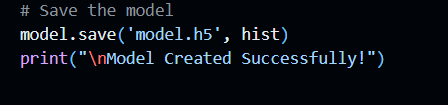 # Save the model
model.save('model.h5', hist)
print("\nModel Created Successfully!")